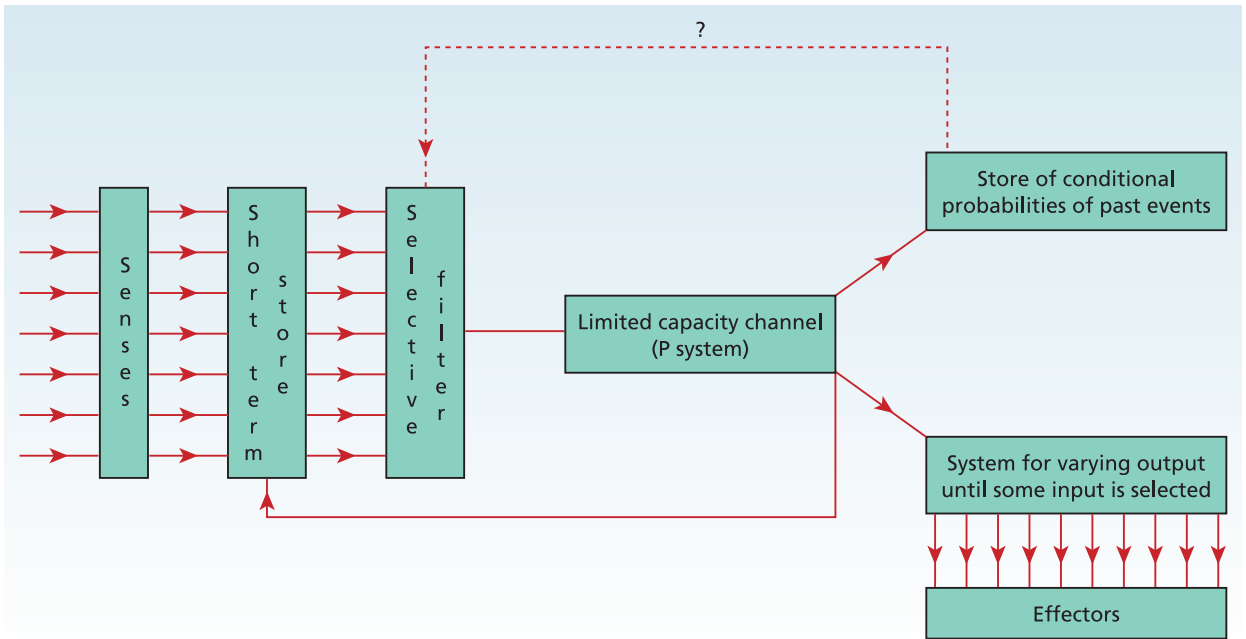 ?
Senses
Short term
store
Selective
filter
Limited capacity channel
(P system)
Store of conditional
probabilities of past events
System for varying output
until some input is selected
Effectors